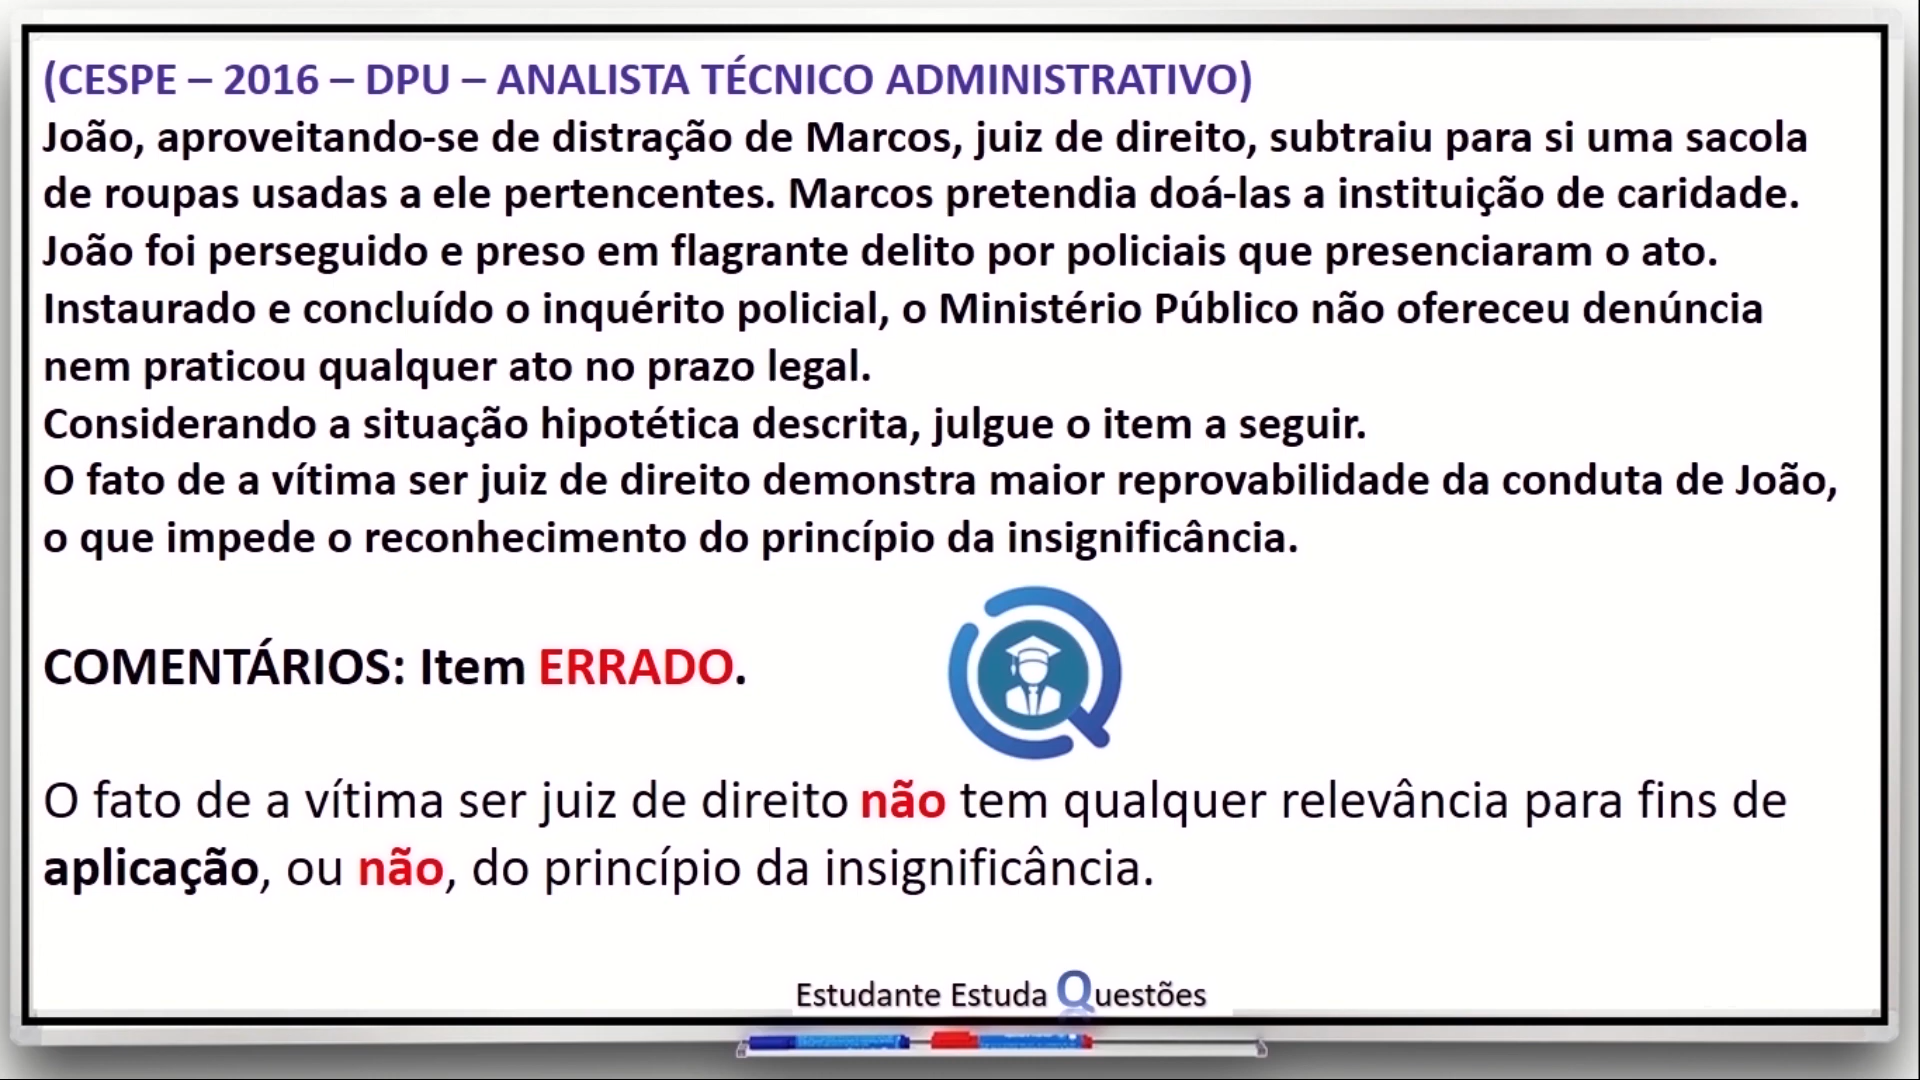 (CESPE – 2016 – DPU – ANALISTA TÉCNICO ADMINISTRATIVO)
João, aproveitando-se de distração de Marcos, juiz de direito, subtraiu para si uma sacola
de roupas usadas a ele pertencentes. Marcos pretendia doá-las a instituição de caridade.
João foi perseguido e preso em flagrante delito por policiais que presenciaram o ato.
Instaurado e concluído o inquérito policial, o Ministério Público não ofereceu denúncia
nem praticou qualquer ato no prazo legal.
Considerando a situação hipotética descrita, julgue o item a seguir.
O fato de a vítima ser juiz de direito demonstra maior reprovabilidade da conduta de João,
o que impede o reconhecimento do princípio da insignificância.
COMENTÁRIOS: Item ERRADO.
O fato de a vítima ser juiz de direito não tem qualquer relevância para fins de
aplicação, ou não, do princípio da insignificância.
Estudante Estuda Questões